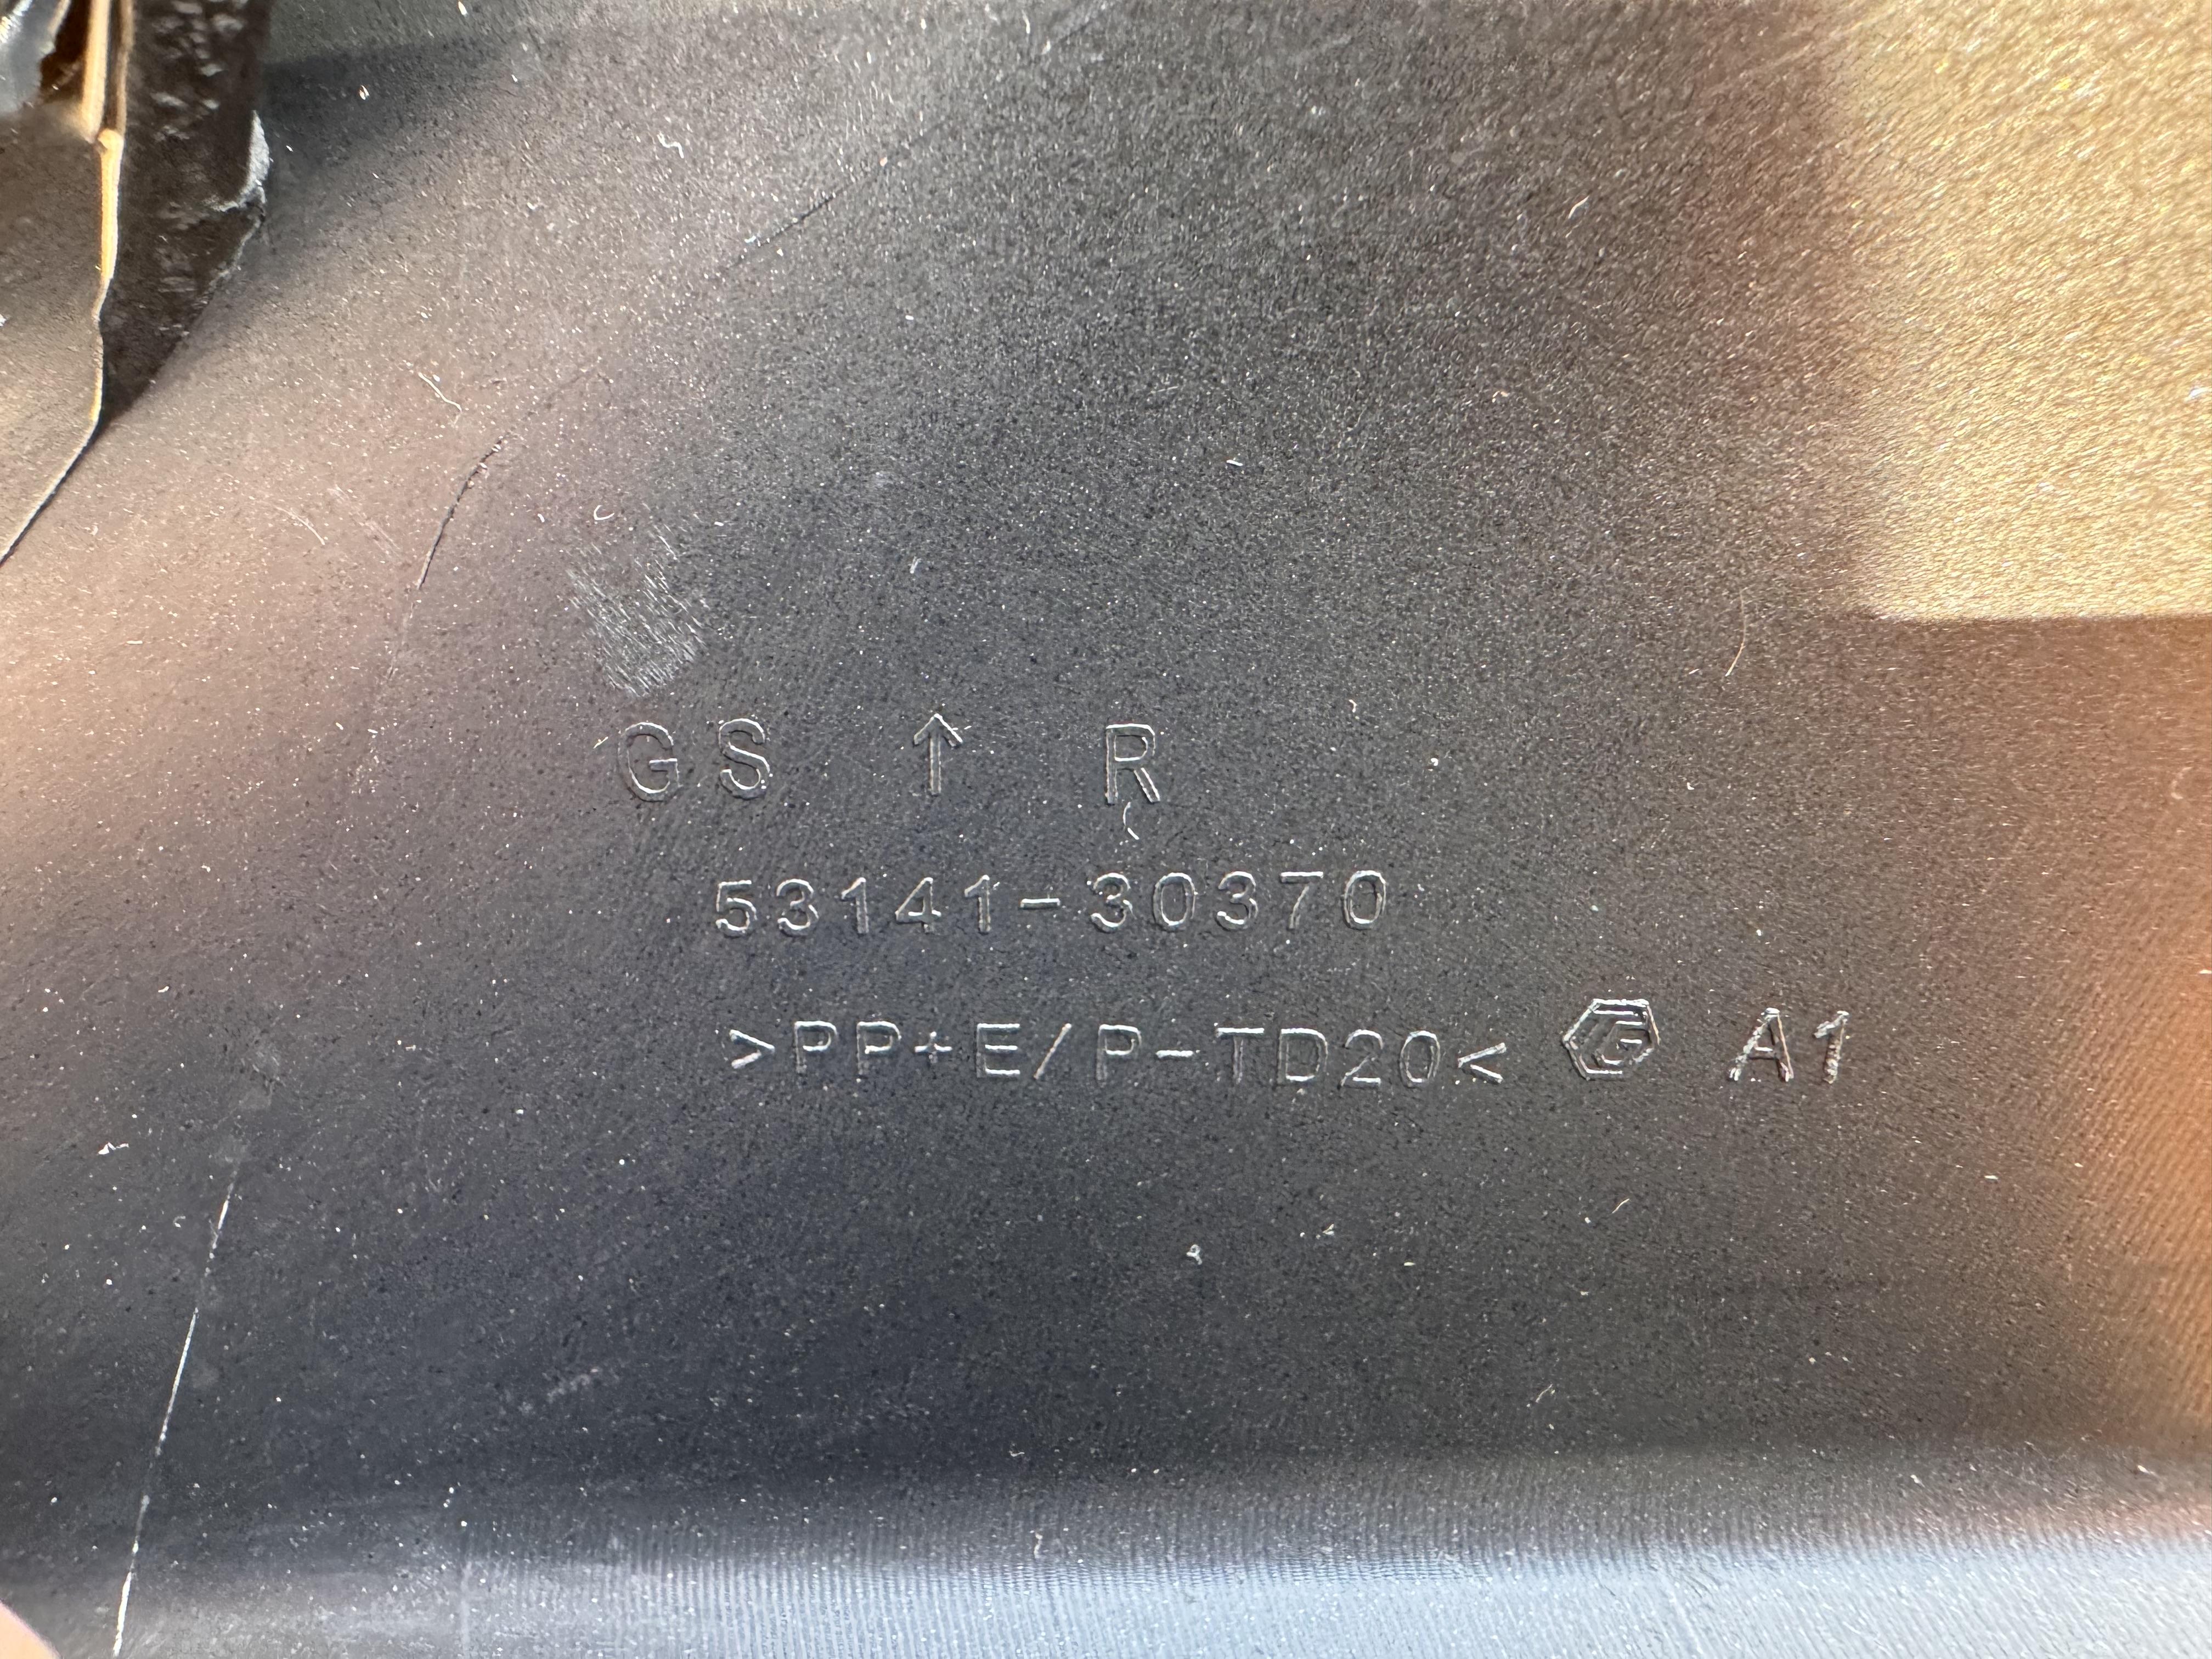 GS ↑ R
53141-30370
>PP+E/P-TD20< G A1